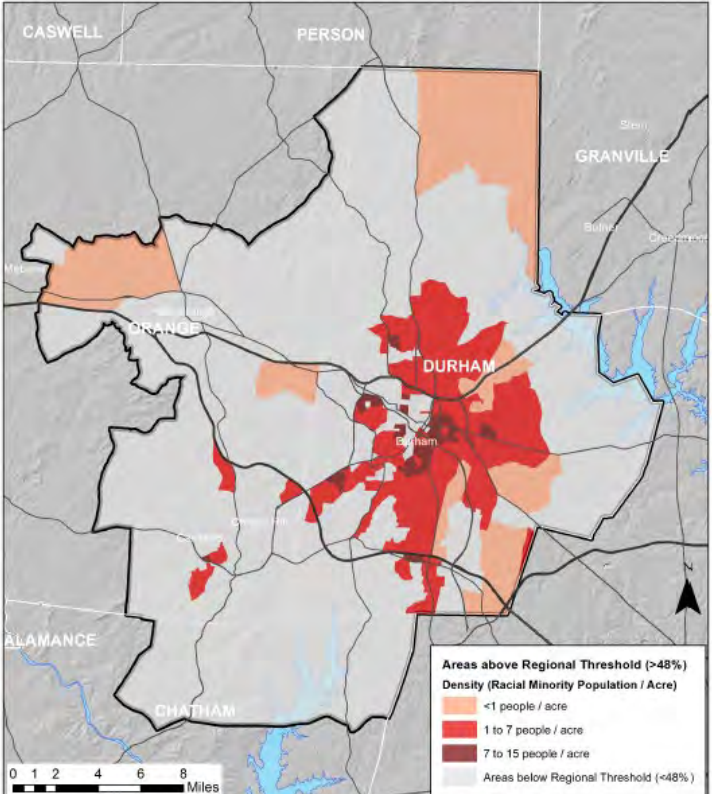 CASWELL
PERSON
Stem
GRANVILLE
Butner
Creedmoor
ORANGE
DURHAM
Durham
Chapel Hill
Carrboro
ALAMANCE
CHATHAM
N
0 1 2 4 6 8
Miles
Areas above Regional Threshold (>48%)
Density (Racial Minority Population / Acre)
<1 people / acre
1 to 7 people / acre
7 to 15 people / acre
Areas below Regional Threshold (<48%)